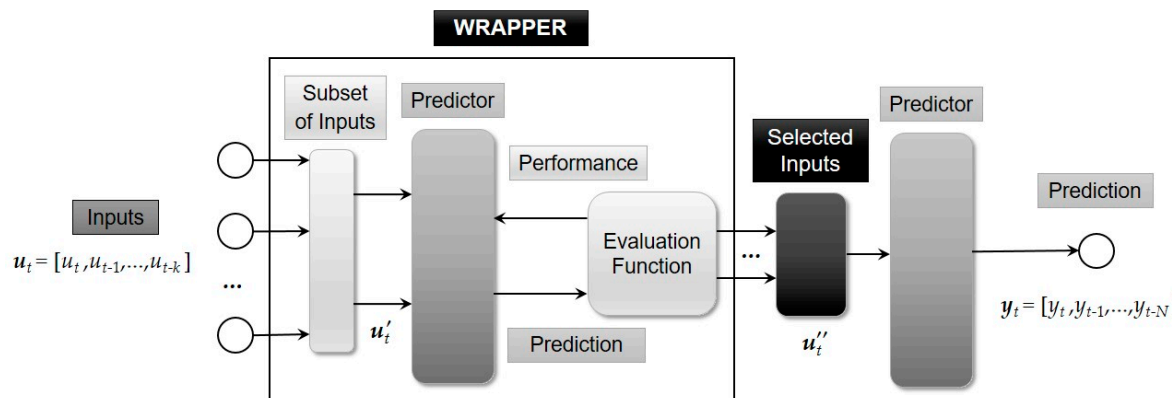 WRAPPER
Subset
of Inputs
Predictor
Predictor
Performance
Selected
Inputs
Prediction
Inputs
u_t = [u_t, u_{t-1},...,u_{t-k}]
...
Evaluation
Function
...
u'_t
Prediction
u''_t
y_t = [y_t, y_{t-1},...,y_{t-N}